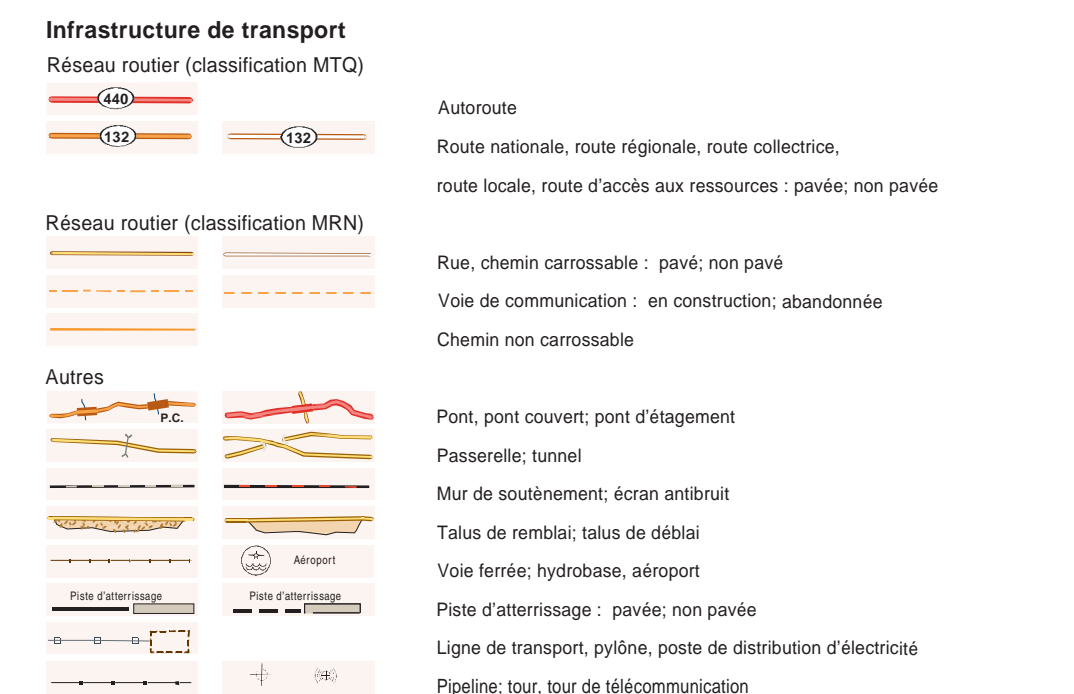 Infrastructure de transport
Réseau routier (classification MTQ)
440
Autoroute
132 132
Route nationale, route régionale, route collectrice,
route locale, route d'accès aux ressources : pavée; non pavée
Réseau routier (classification MRN)
Rue, chemin carrossable : pavé; non pavé
Voie de communication : en construction; abandonnée
Chemin non carrossable
Autres
P.C.
Pont, pont couvert; pont d'étagement
Passerelle; tunnel
Mur de soutènement; écran antibruit
Talus de remblai; talus de déblai
Aéroport
Voie ferrée; hydrobase, aéroport
Piste d'atterrissage Piste d'atterrissage
Piste d'atterrissage : pavée; non pavée
Ligne de transport, pylône, poste de distribution d'électricité
Pipeline; tour, tour de télécommunication